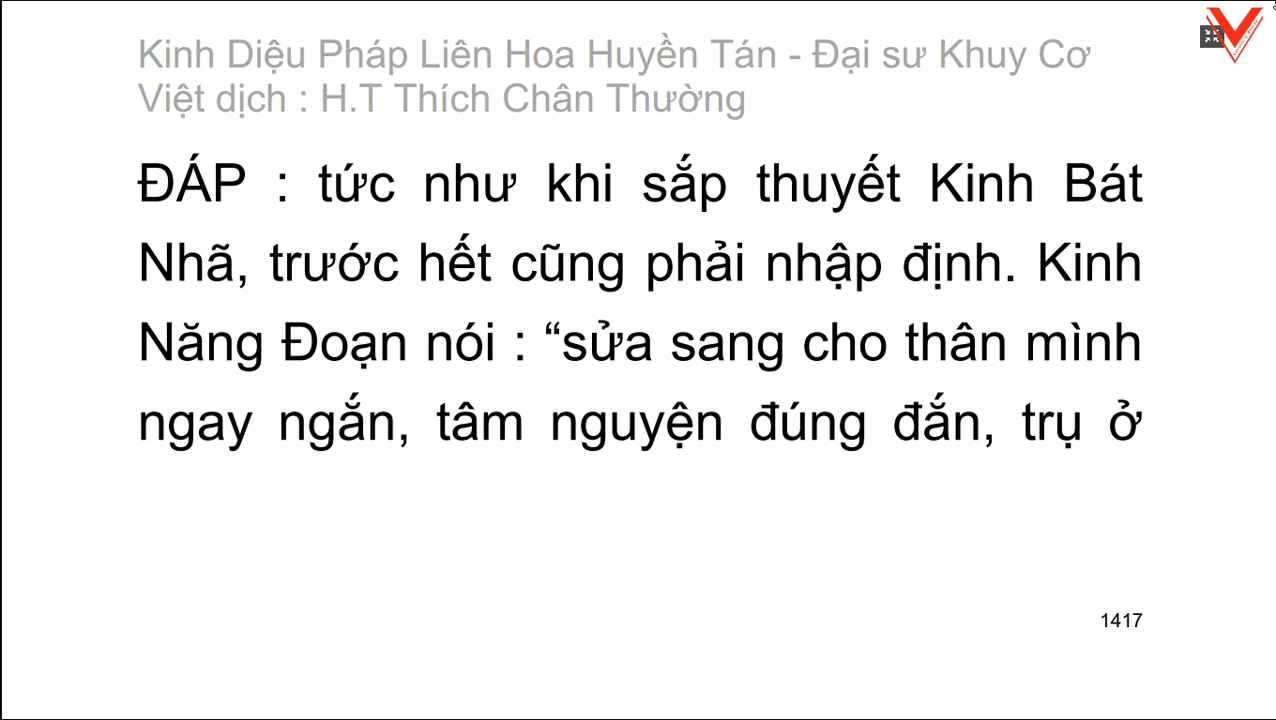 Kinh Diệu Pháp Liên Hoa Huyền Tán - Đại sư Khuy Cơ
Việt dịch : H.T Thích Chân Thường
ĐÁP : tức như khi sắp thuyết Kinh Bát
Nhã, trước hết cũng phải nhập định. Kinh
Năng Đoạn nói : “sửa sang cho thân mình
ngay ngắn, tâm nguyện đúng đắn, trụ ở
1417